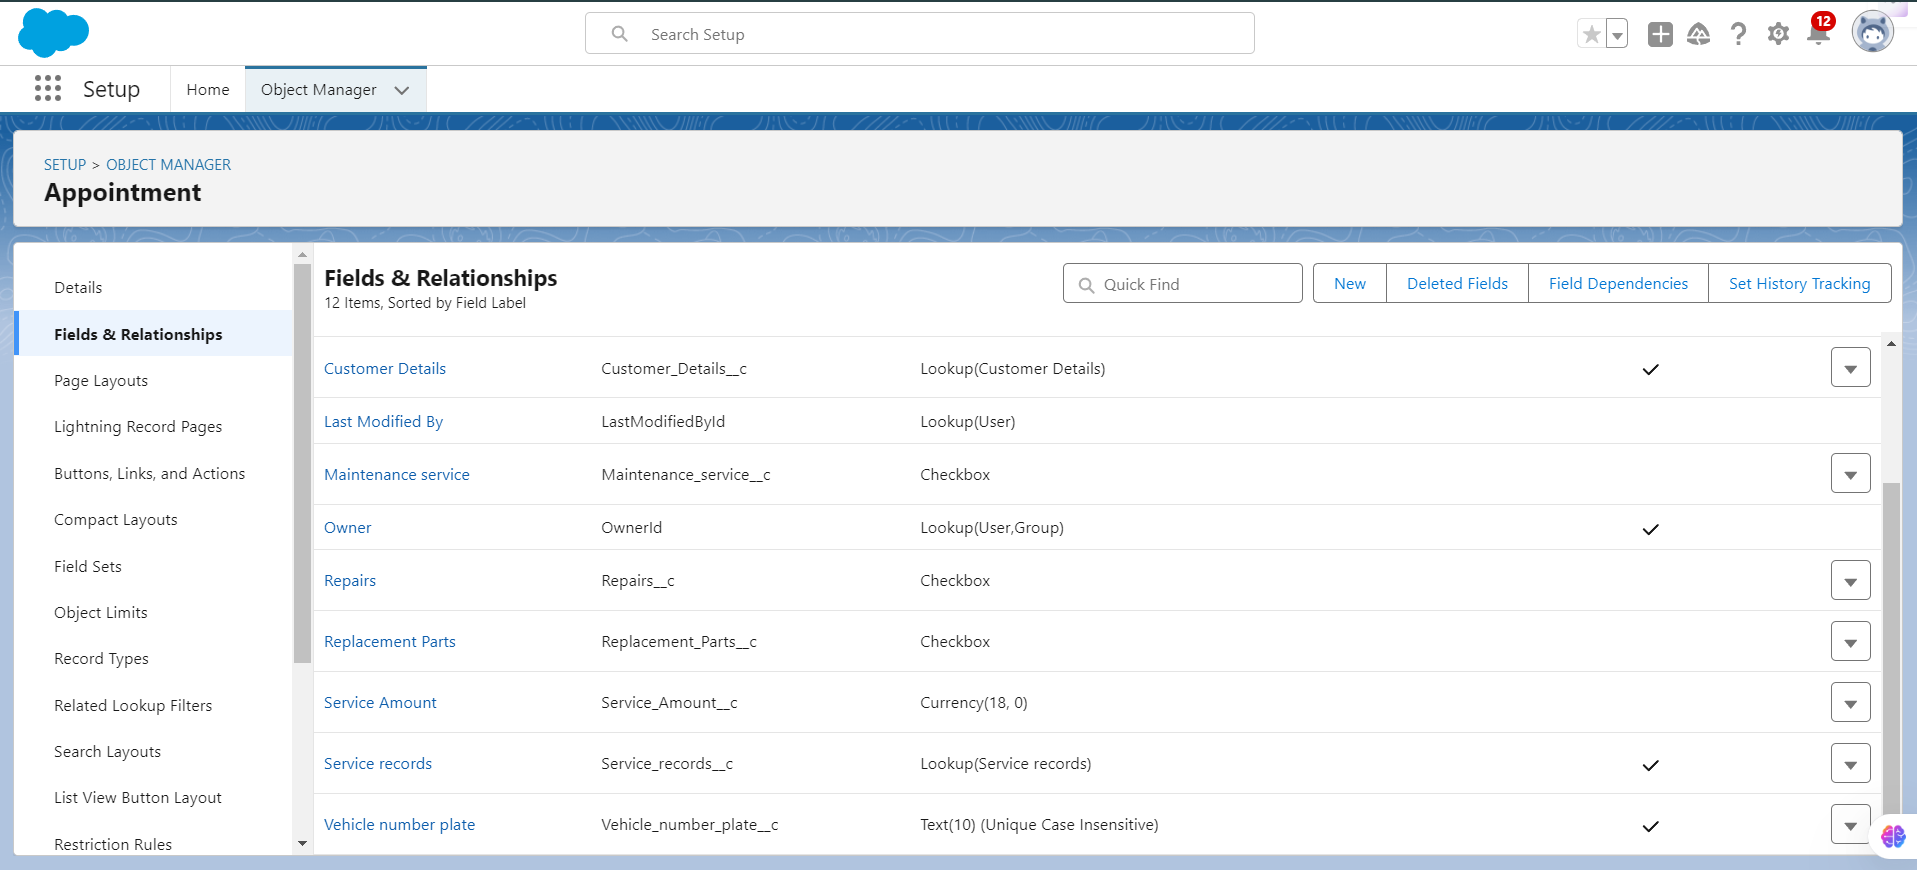 Search Setup
12
Setup
Home
Object Manager
SETUP > OBJECT MANAGER
Appointment
Details
Fields & Relationships
Page Layouts
Lightning Record Pages
Buttons, Links, and Actions
Compact Layouts
Field Sets
Object Limits
Record Types
Related Lookup Filters
Search Layouts
List View Button Layout
Restriction Rules
Fields & Relationships
12 Items, Sorted by Field Label
Quick Find
New
Deleted Fields
Field Dependencies
Set History Tracking
Customer Details Customer_Details__c Lookup(Customer Details)
Last Modified By LastModifiedById Lookup(User)
Maintenance service Maintenance_service__c Checkbox
Owner OwnerId Lookup(User,Group)
Repairs Repairs__c Checkbox
Replacement Parts Replacement_Parts__c Checkbox
Service Amount Service_Amount__c Currency(18, 0)
Service records Service_records__c Lookup(Service records)
Vehicle number plate Vehicle_number_plate__c Text(10) (Unique Case Insensitive)